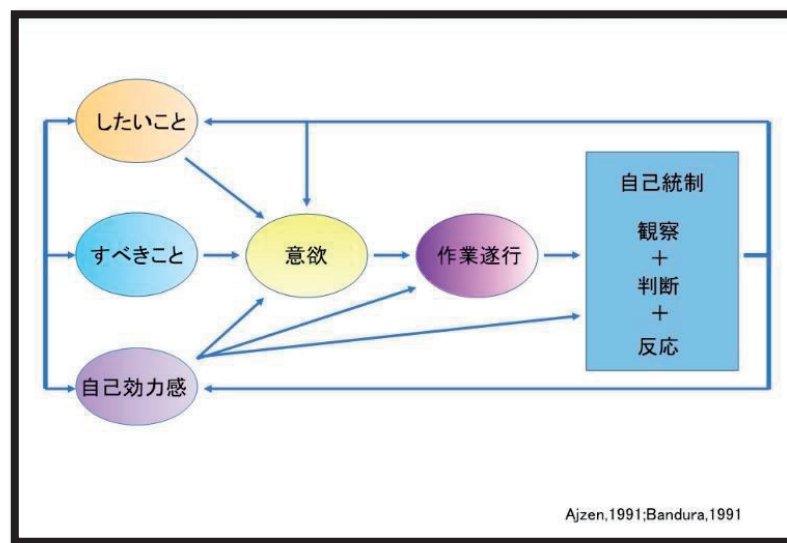 したいこと
すべきこと
自己効力感
意欲
作業遂行
自己統制
観察
+
判断
+
反応
Ajzen,1991;Bandura,1991